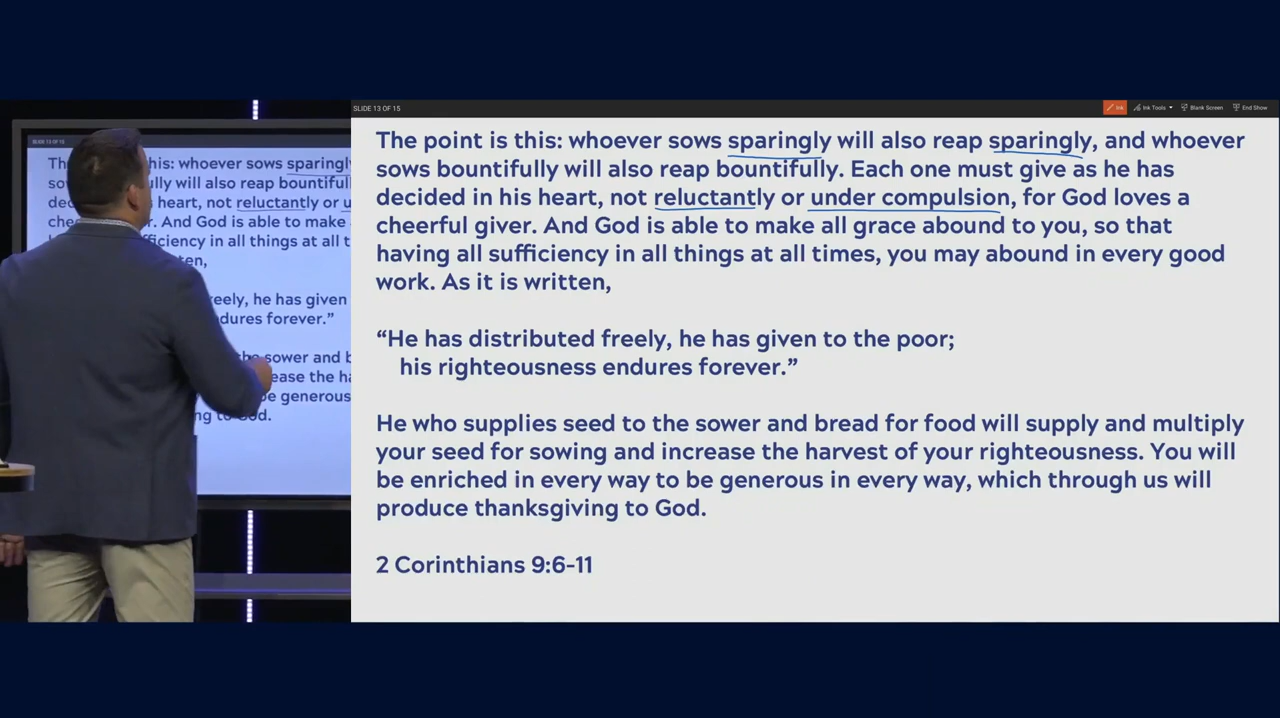 SLIDE 13 OF 15
Ink Ink Tools Blank Screen End Show
The point is this: whoever sows sparingly will also reap sparingly, and whoever
sows bountifully will also reap bountifully. Each one must give as he has
decided in his heart, not reluctantly or under compulsion, for God loves a
cheerful giver. And God is able to make all grace abound to you, so that
having all sufficiency in all things at all times, you may abound in every good
work. As it is written,
“He has distributed freely, he has given to the poor;
his righteousness endures forever.”
He who supplies seed to the sower and bread for food will supply and multiply
your seed for sowing and increase the harvest of your righteousness. You will
be enriched in every way to be generous in every way, which through us will
produce thanksgiving to God.
2 Corinthians 9:6-11